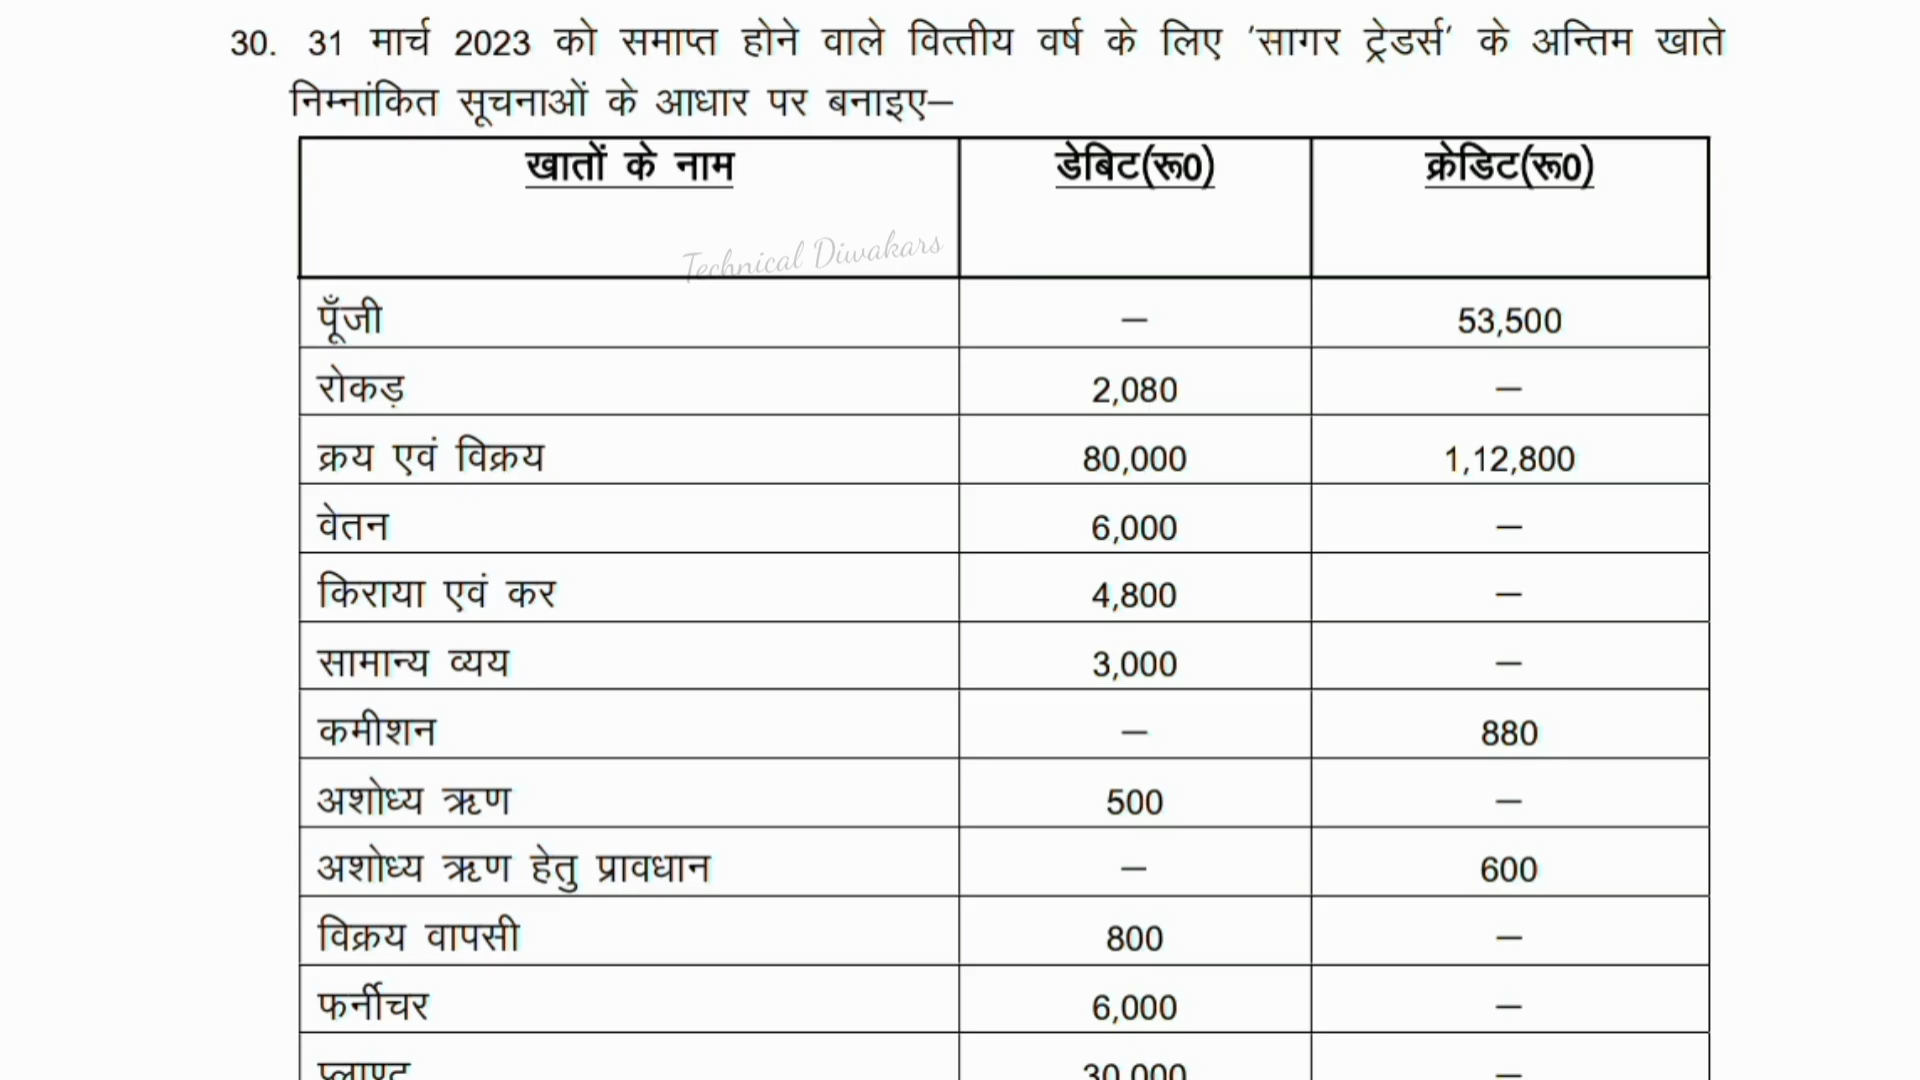 30. 31 मार्च 2023 को समाप्त होने वाले वित्तीय वर्ष के लिए 'सागर ट्रेडर्स' के अन्तिम खाते
निम्नांकित सूचनाओं के आधार पर बनाइए–
खातों के नाम डेबिट(रू0) क्रेडिट(रू0)
Technical Diwakars
पूँजी – 53,500
रोकड़ 2,080 –
क्रय एवं विक्रय 80,000 1,12,800
वेतन 6,000 –
किराया एवं कर 4,800 –
सामान्य व्यय 3,000 –
कमीशन – 880
अशोध्य ऋण 500 –
अशोध्य ऋण हेतु प्रावधान – 600
विक्रय वापसी 800 –
फर्नीचर 6,000 –
प्लाण्ट 30,000 –